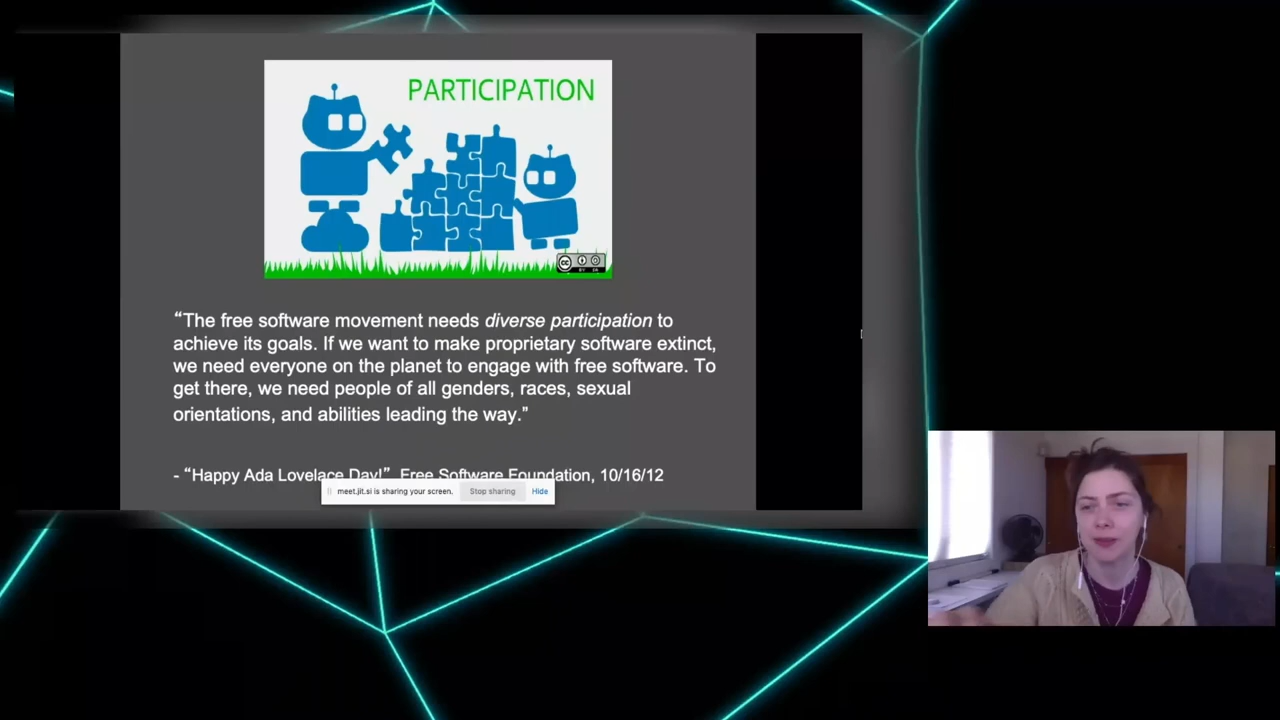 PARTICIPATION
cc
BY SA
“The free software movement needs diverse participation to
achieve its goals. If we want to make proprietary software extinct,
we need everyone on the planet to engage with free software. To
get there, we need people of all genders, races, sexual
orientations, and abilities leading the way.”
- “Happy Ada Lovelace Day!”, Free Software Foundation, 10/16/12
meet.jit.si is sharing your screen. Stop sharing Hide